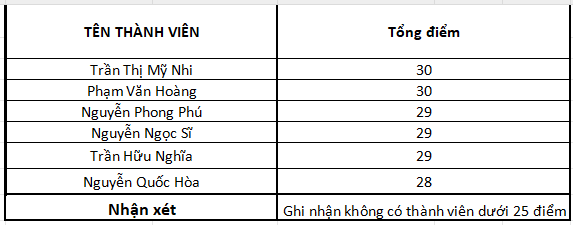 TÊN THÀNH VIÊN Tổng điểm
Trần Thị Mỹ Nhi 30
Phạm Văn Hoàng 30
Nguyễn Phong Phú 29
Nguyễn Ngọc Sĩ 29
Trần Hữu Nghĩa 29
Nguyễn Quốc Hòa 28
Nhận xét Ghi nhận không có thành viên dưới 25 điểm